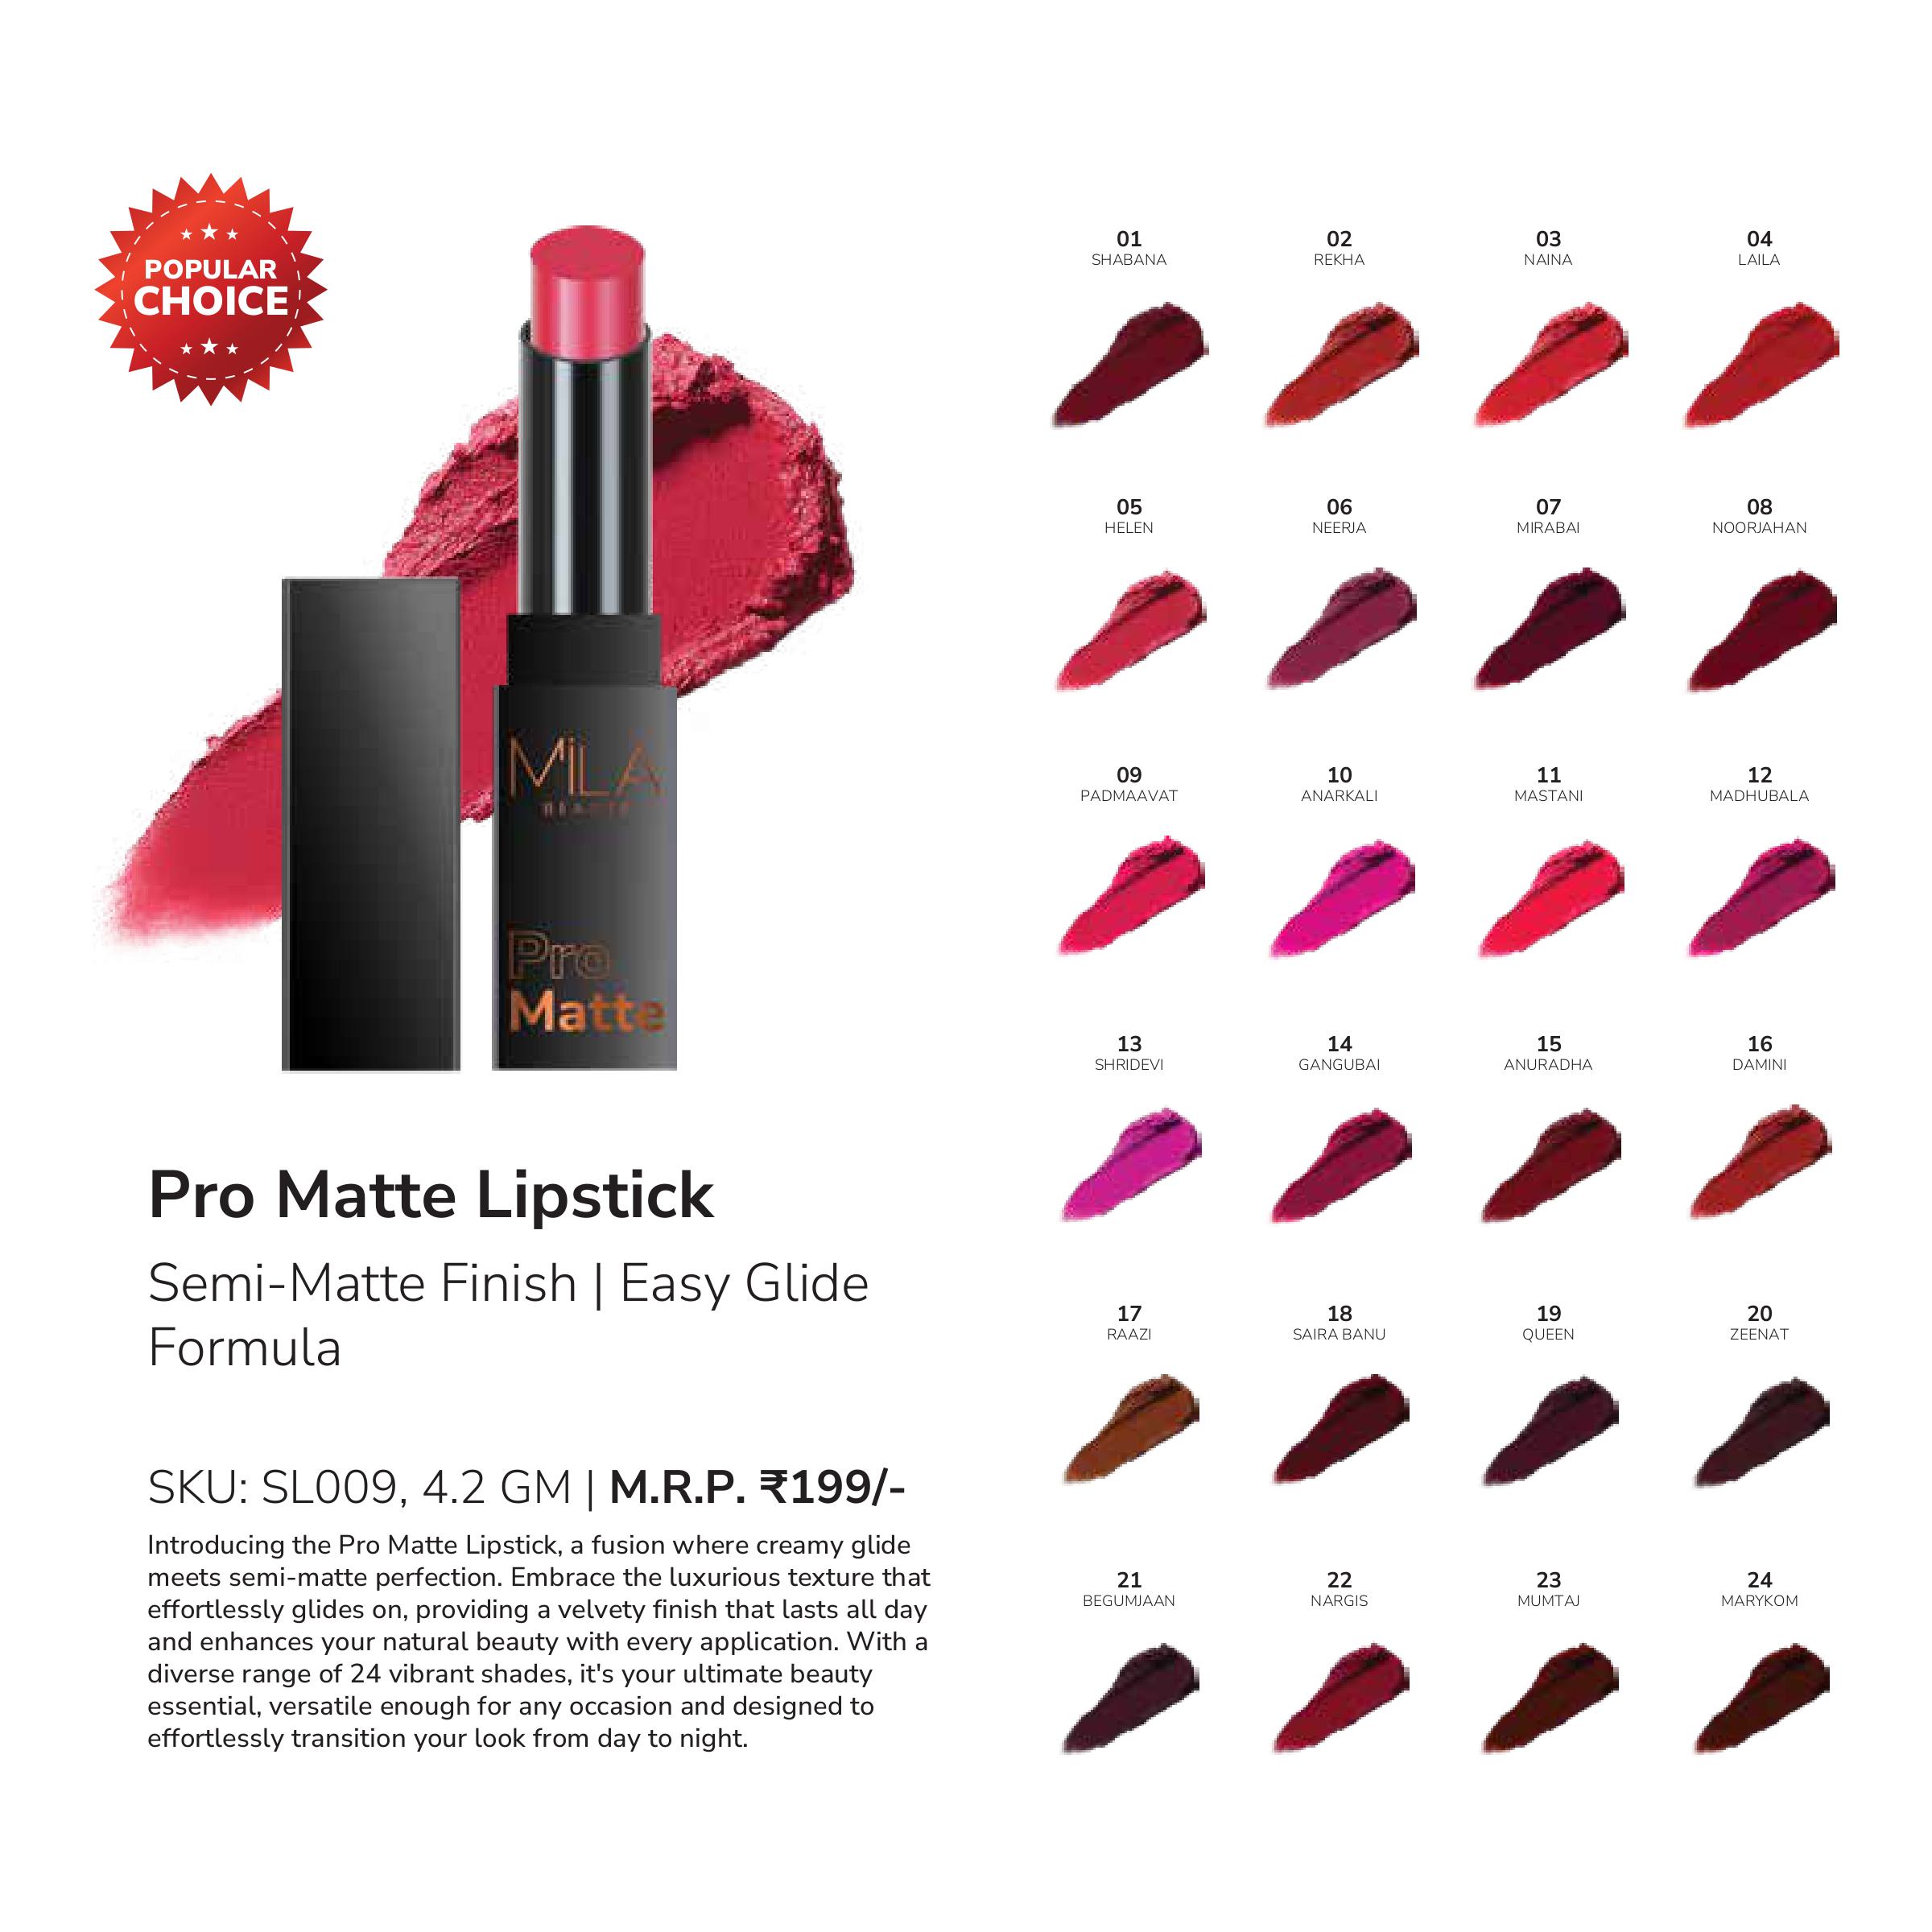 POPULAR
CHOICE
MiLA
BEAUTE
Pro
Matte
Pro Matte Lipstick
Semi-Matte Finish | Easy Glide
Formula
SKU: SL009, 4.2 GM | M.R.P. ₹199/-
Introducing the Pro Matte Lipstick, a fusion where creamy glide
meets semi-matte perfection. Embrace the luxurious texture that
effortlessly glides on, providing a velvety finish that lasts all day
and enhances your natural beauty with every application. With a
diverse range of 24 vibrant shades, it's your ultimate beauty
essential, versatile enough for any occasion and designed to
effortlessly transition your look from day to night.
01 02 03 04
SHABANA REKHA NAINA LAILA
05 06 07 08
HELEN NEERJA MIRABAI NOORJAHAN
09 10 11 12
PADMAAVAT ANARKALI MASTANI MADHUBALA
13 14 15 16
SHRIDEVI GANGUBAI ANURADHA DAMINI
17 18 19 20
RAAZI SAIRA BANU QUEEN ZEENAT
21 22 23 24
BEGUMJAAN NARGIS MUMTAJ MARYKOM